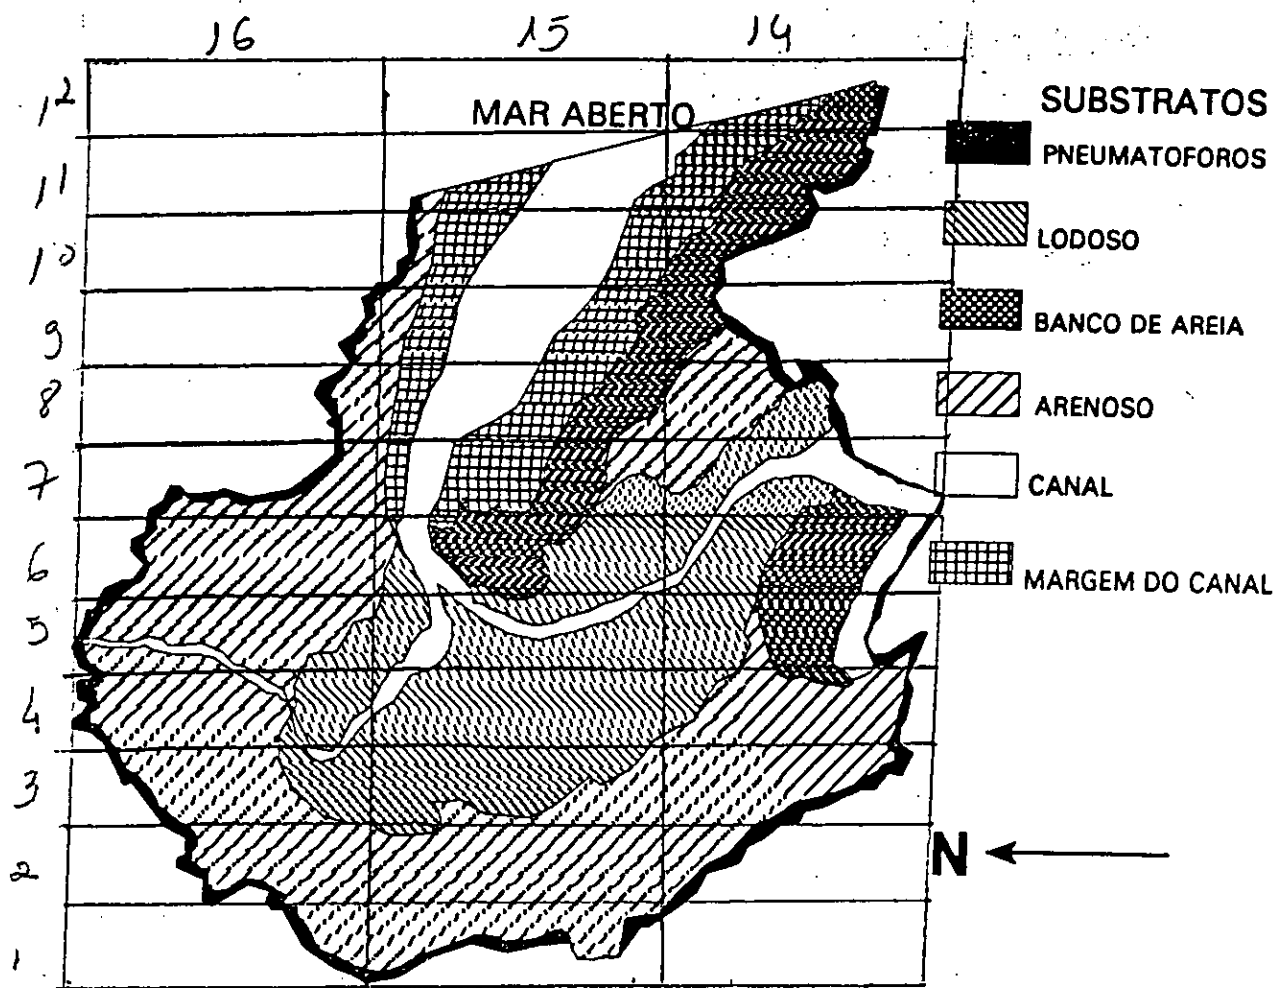 16 15 14
12
11
10
9
8
7
6
5
4
3
2
1
MAR ABERTO
SUBSTRATOS
PNEUMATOFOROS
LODOSO
BANCO DE AREIA
ARENOSO
CANAL
MARGEM DO CANAL
N